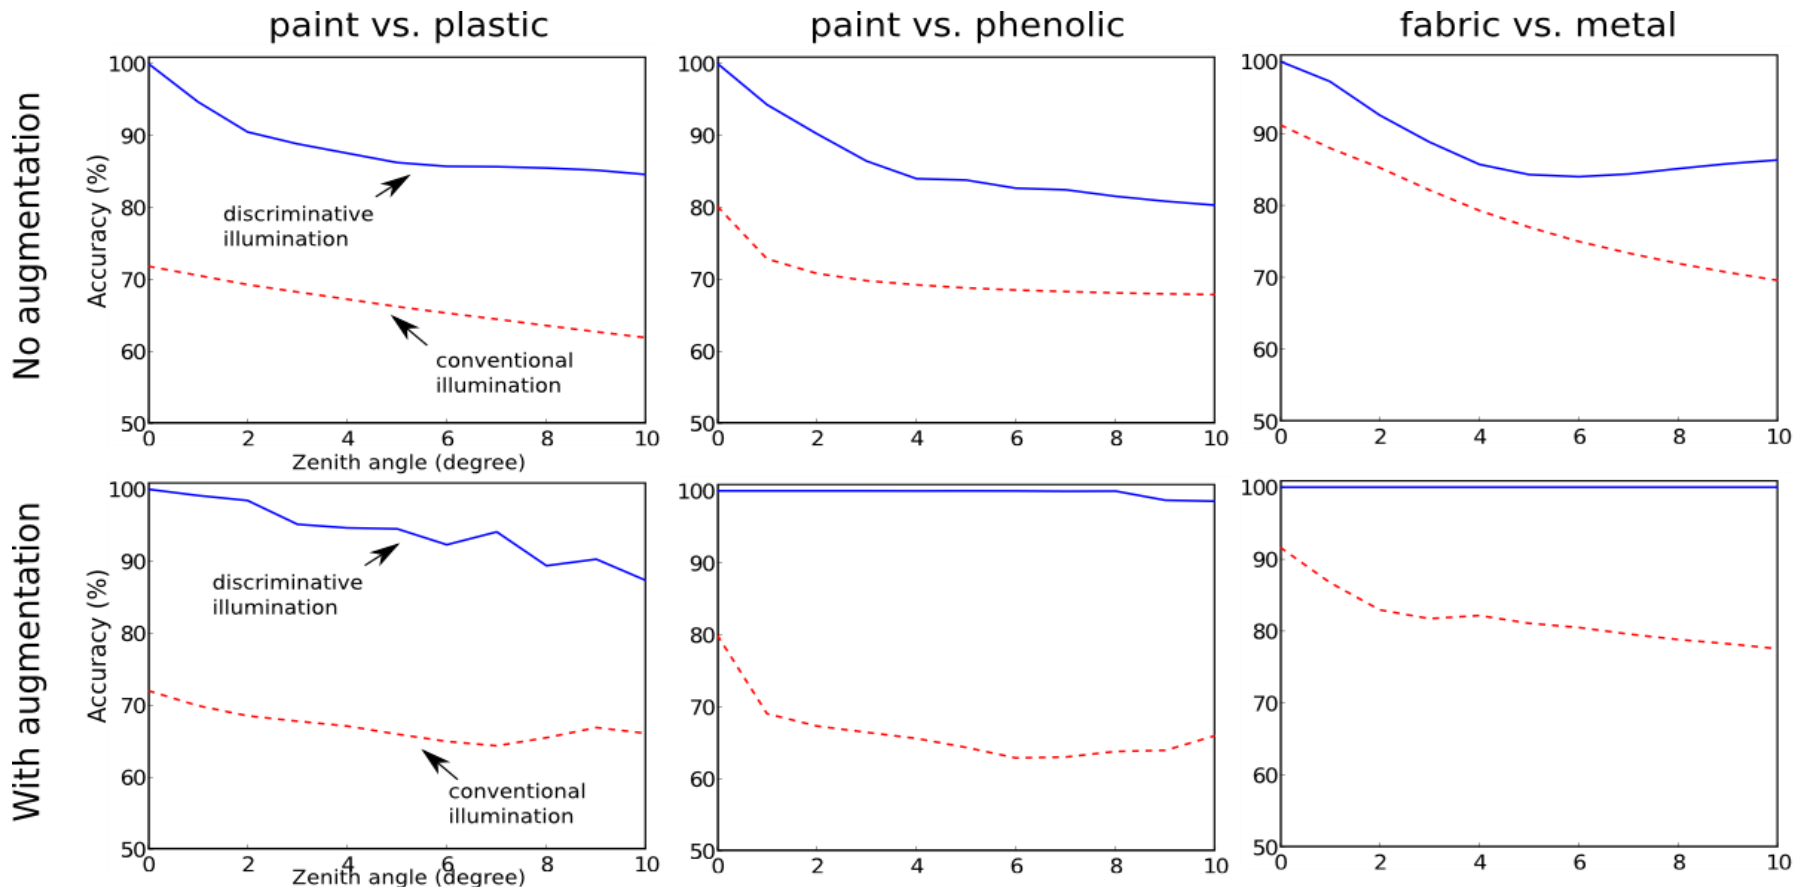 paint vs. plastic
paint vs. phenolic
fabric vs. metal
No augmentation
Accuracy (%)
100
90
80
70
60
50
0 2 4 6 8 10
Zenith angle (degree)
discriminative
illumination
conventional
illumination
100
90
80
70
60
50
0 2 4 6 8 10
100
90
80
70
60
50
0 2 4 6 8 10
With augmentation
Accuracy (%)
100
90
80
70
60
50
0 2 4 6 8 10
Zenith angle (degree)
discriminative
illumination
conventional
illumination
100
90
80
70
60
50
0 2 4 6 8 10
100
90
80
70
60
50
0 2 4 6 8 10